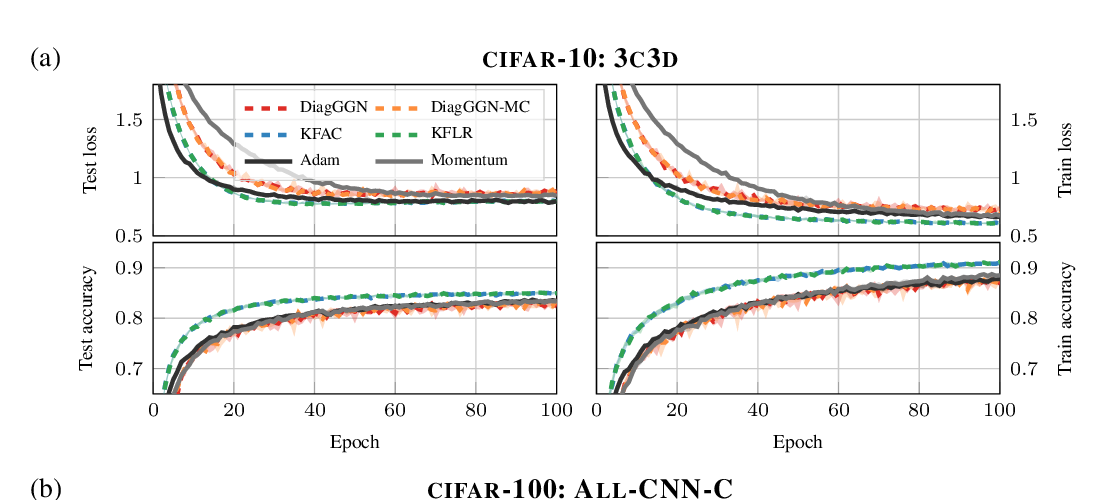 (a)
CIFAR-10: 3C3D
DiagGGN DiagGGN-MC
KFAC KFLR
Adam Momentum
Test loss
1.5
1
0.5
Train loss
1.5
1
0.5
Test accuracy
0.9
0.8
0.7
Train accuracy
0.9
0.8
0.7
0 20 40 60 80 100
0 20 40 60 80 100
Epoch
Epoch
(b)
CIFAR-100: ALL-CNN-C